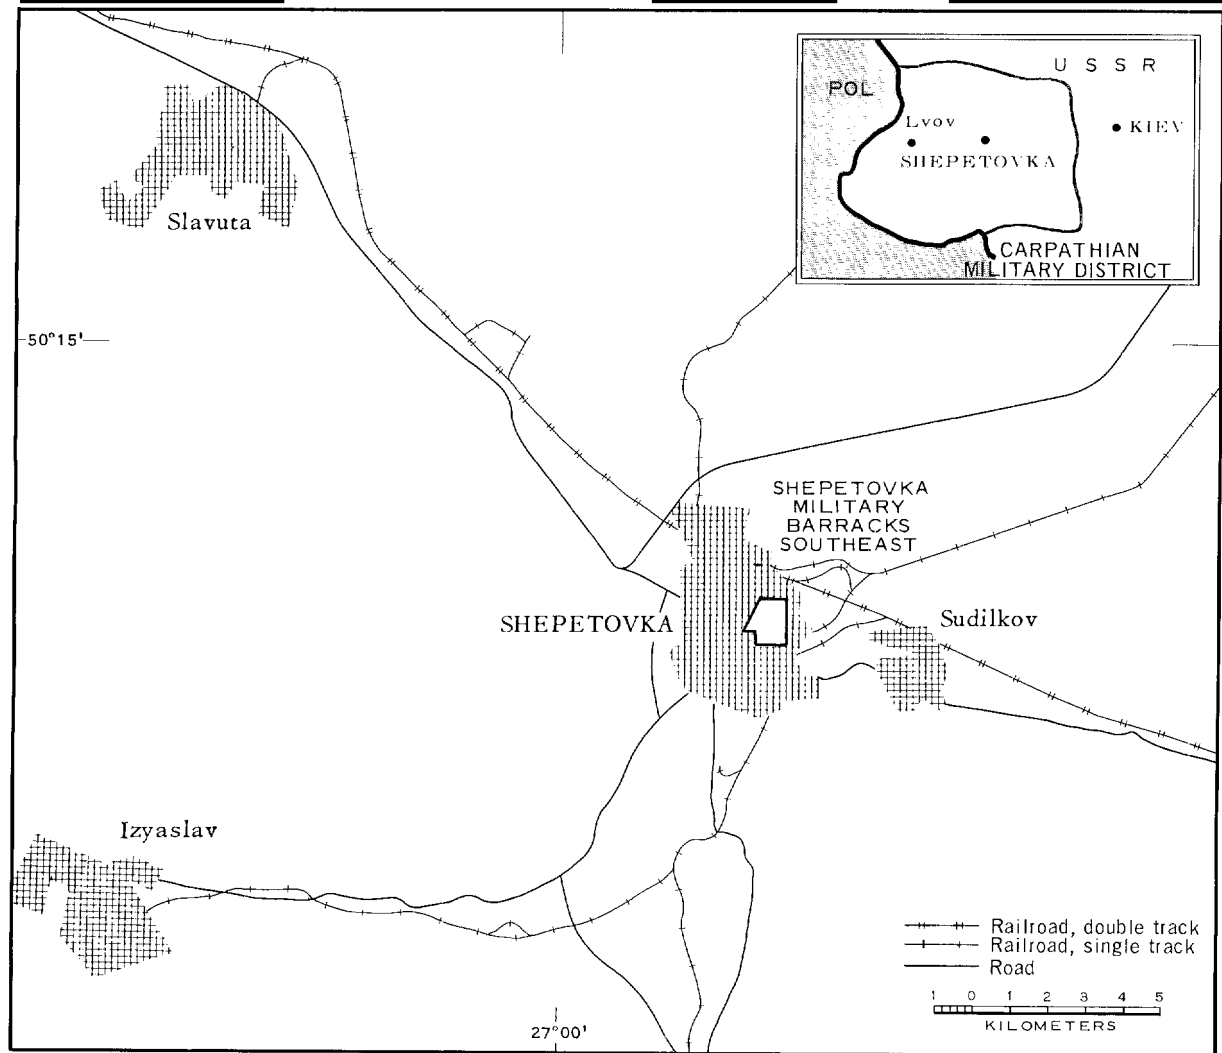 U S S R
POL
Lvov
KIEV
SHEPETOVKA
CARPATHIAN
MILITARY DISTRICT
Slavuta
50°15'
SHEPETOVKA
MILITARY
BARRACKS
SOUTHEAST
SHEPETOVKA
Sudilkov
Izyaslav
Railroad, double track
Railroad, single track
Road
1 0 1 2 3 4 5
KILOMETERS
27°00'